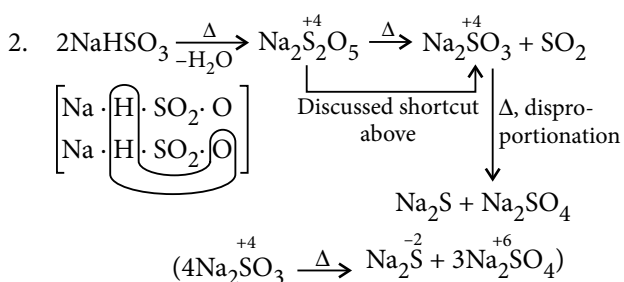 2. 2NaHSO₃ —Δ/–H₂O→ Na₂S₂O₅ (+4) —Δ→ Na₂SO₃ (+4) + SO₂
[Na · H · SO₂ · O
Na · H · SO₂ · O]
Discussed shortcut
above
Δ, dispro-
portionation
Na₂S + Na₂SO₄
(4Na₂SO₃ (+4) —Δ→ Na₂S (–2) + 3Na₂SO₄ (+6))